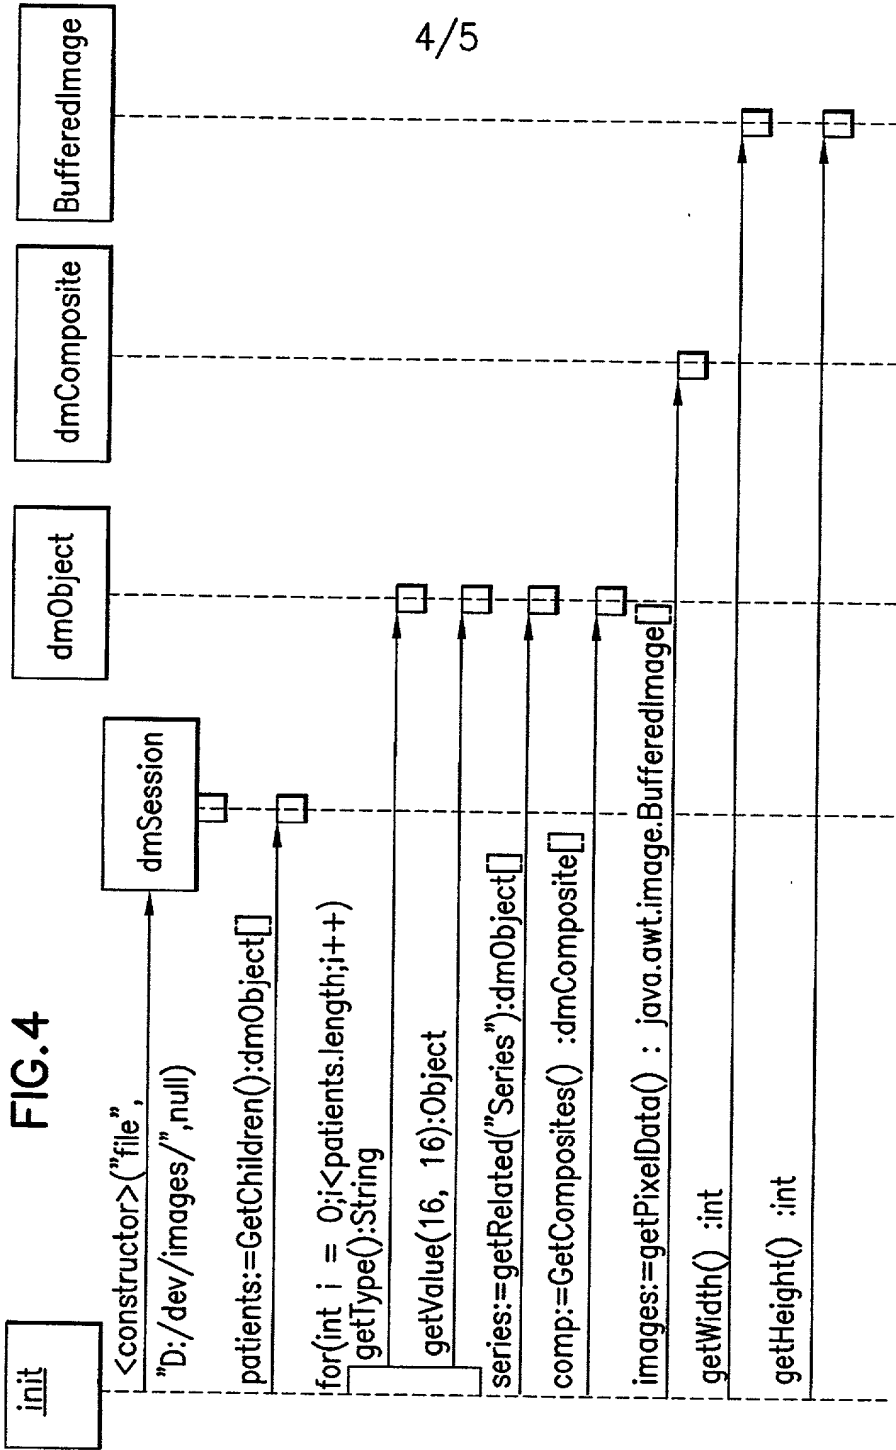 4/5
FIG.4
init
dmSession
dmObject
dmComposite
BufferedImage
<constructor>("file",
"D:/dev/images/",null)
patients:=GetChildren():dmObject[]
for(int i = 0;i<patients.length;i++)
getType():String
getValue(16, 16):Object
series:=getRelated("Series"):dmObject[]
comp:=GetComposites() :dmComposite[]
images:=getPixelData() : java.awt.image.BufferedImage[]
getWidth() :int
getHeight() :int